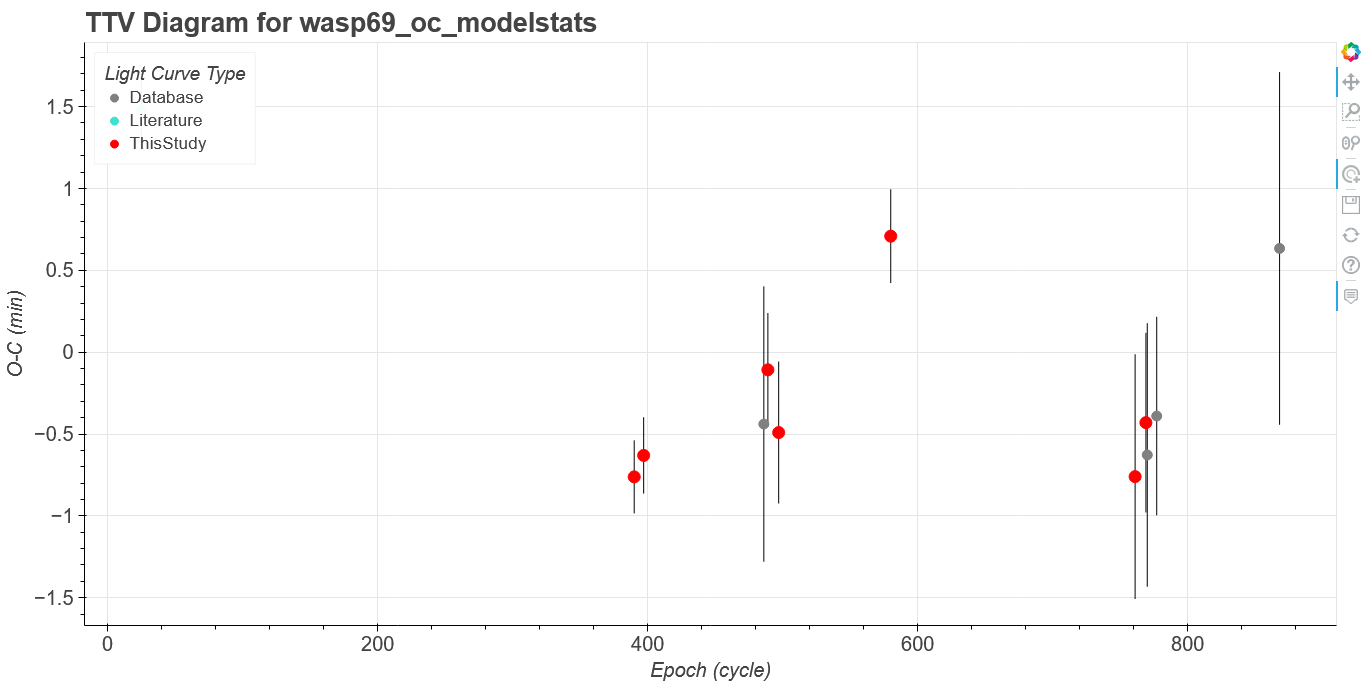 TTV Diagram for wasp69_oc_modelstats
Light Curve Type
Database
Literature
ThisStudy
1.5
1
0.5
0
−0.5
−1
−1.5
O-C (min)
0 200 400 600 800
Epoch (cycle)